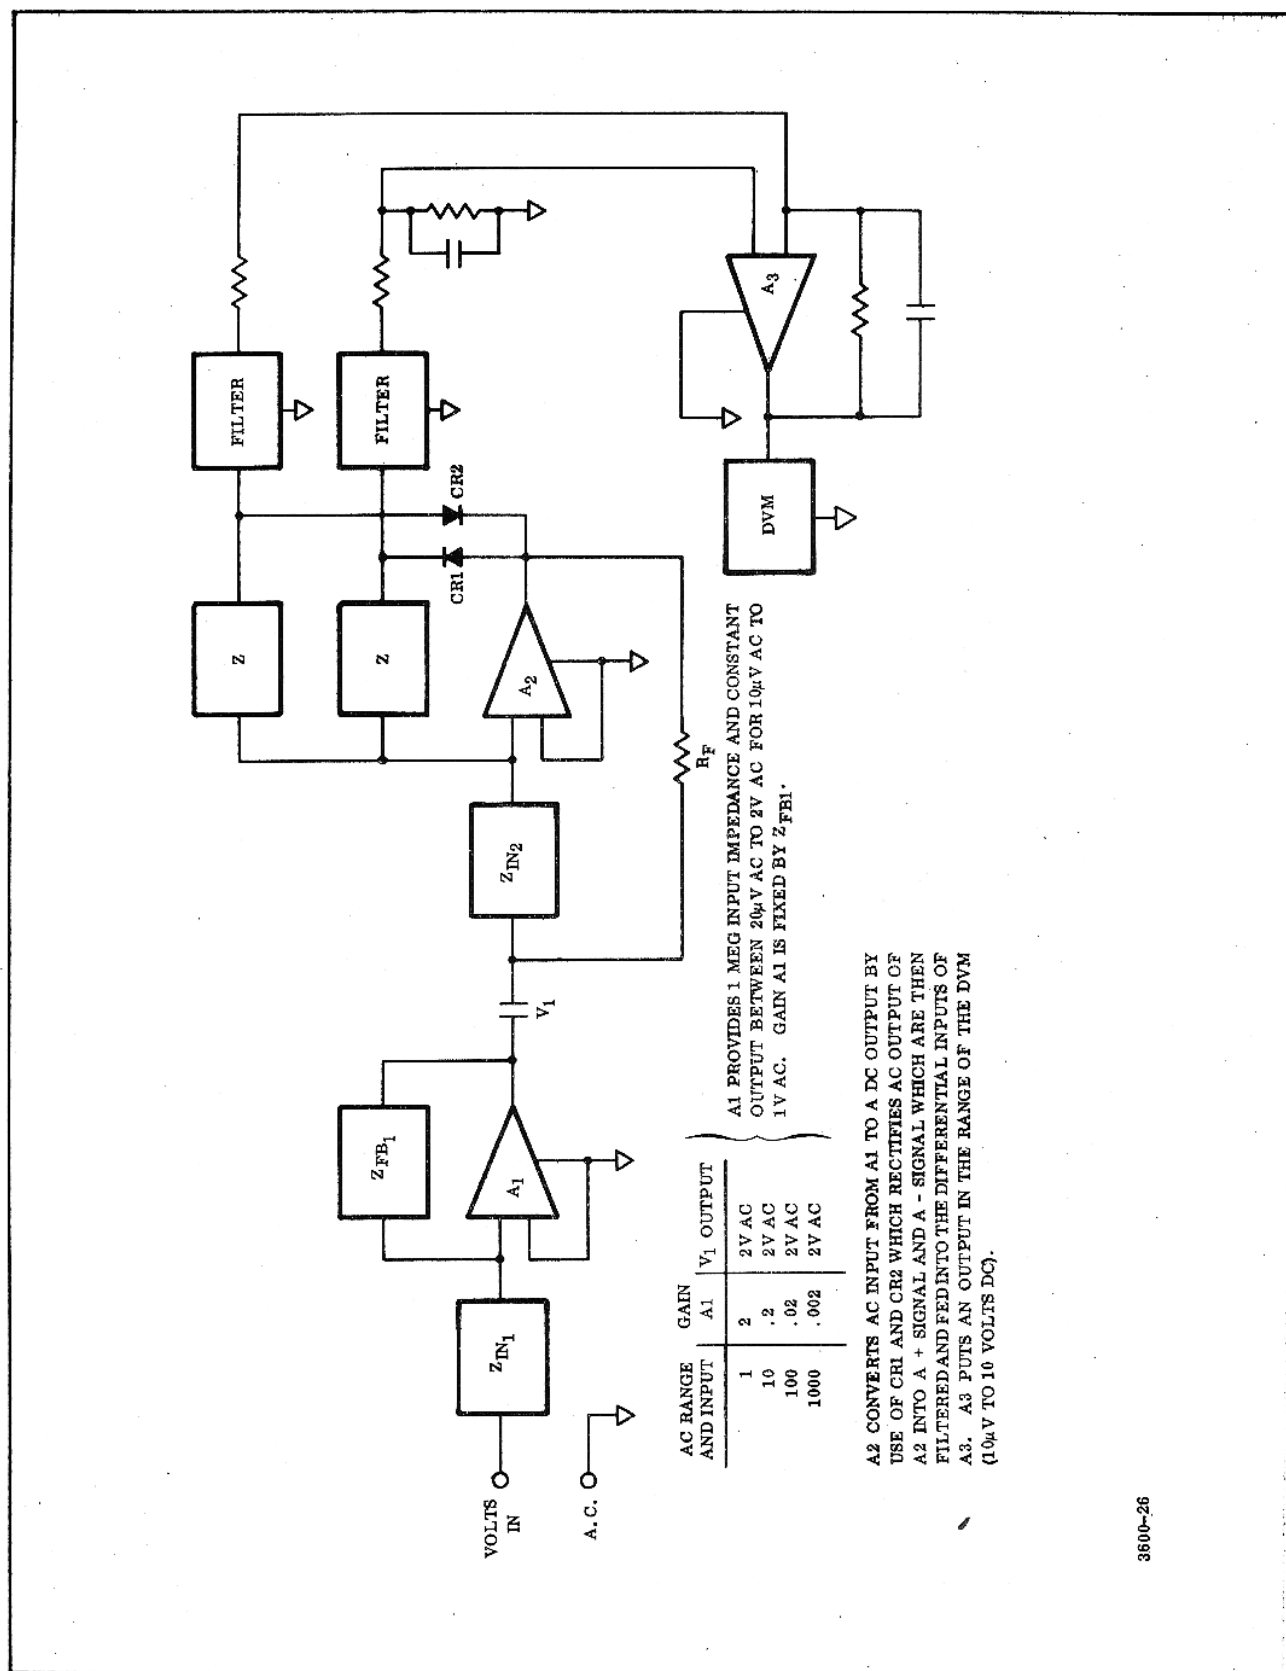 FILTER
FILTER
Z
Z
CR1
CR2
A2
A3
DVM
ZFB1
A1
ZIN1
ZIN2
V1
RF
VOLTS
IN
A.C.
AC RANGE GAIN
AND INPUT A1 V1 OUTPUT
1 2 2V AC
10 .2 2V AC
100 .02 2V AC
1000 .002 2V AC
A1 PROVIDES 1 MEG INPUT IMPEDANCE AND CONSTANT
OUTPUT BETWEEN 20μV AC TO 2V AC FOR 10μV AC TO
1V AC. GAIN A1 IS FIXED BY ZFB1.
A2 CONVERTS AC INPUT FROM A1 TO A DC OUTPUT BY
USE OF CR1 AND CR2 WHICH RECTIFIES AC OUTPUT OF
A2 INTO A + SIGNAL AND A - SIGNAL WHICH ARE THEN
FILTERED AND FED INTO THE DIFFERENTIAL INPUTS OF
A3. A3 PUTS AN OUTPUT IN THE RANGE OF THE DVM
(10μV TO 10 VOLTS DC).
3600-26